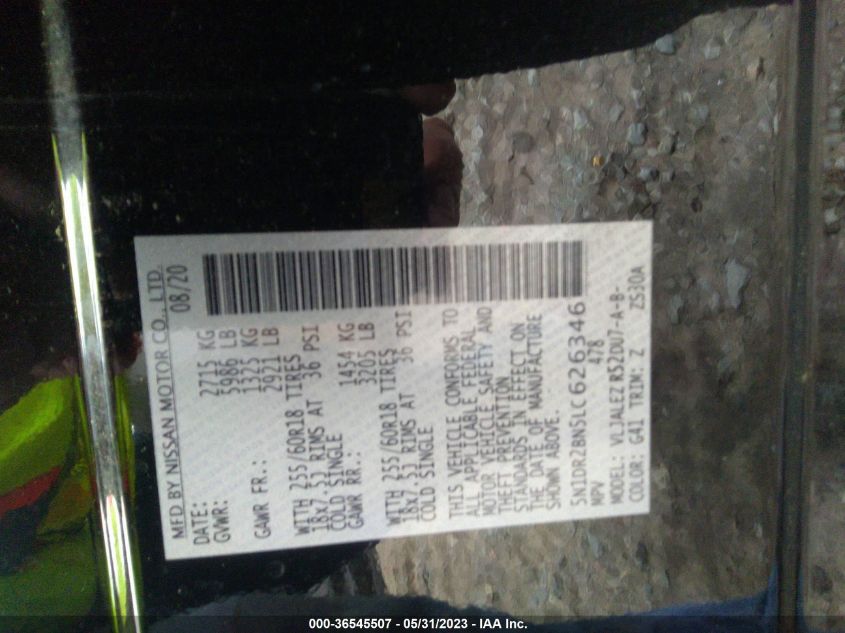 MFD BY NISSAN MOTOR CO., LTD.
DATE: 08/20
GVWR: 2715 KG
5986 LB
GAWR FR.: 1325 KG
2921 LB
WITH 255/60R18 TIRES
18x7.5J RIMS AT 36 PSI
COLD SINGLE
GAWR RR.: 1454 KG
3205 LB
WITH 255/60R18 TIRES
18x7.5J RIMS AT 36 PSI
COLD SINGLE
THIS VEHICLE CONFORMS TO
ALL APPLICABLE FEDERAL
MOTOR VEHICLE SAFETY AND
THEFT PREVENTION
STANDARDS IN EFFECT ON
THE DATE OF MANUFACTURE
SHOWN ABOVE.
5N1DR2BN5LC626346
MPV 478
MODEL: VLJALEZ R52DU7-A-B-
COLOR: G41 TRIM: Z ZS30A
000-36545507 - 05/31/2023 - IAA Inc.